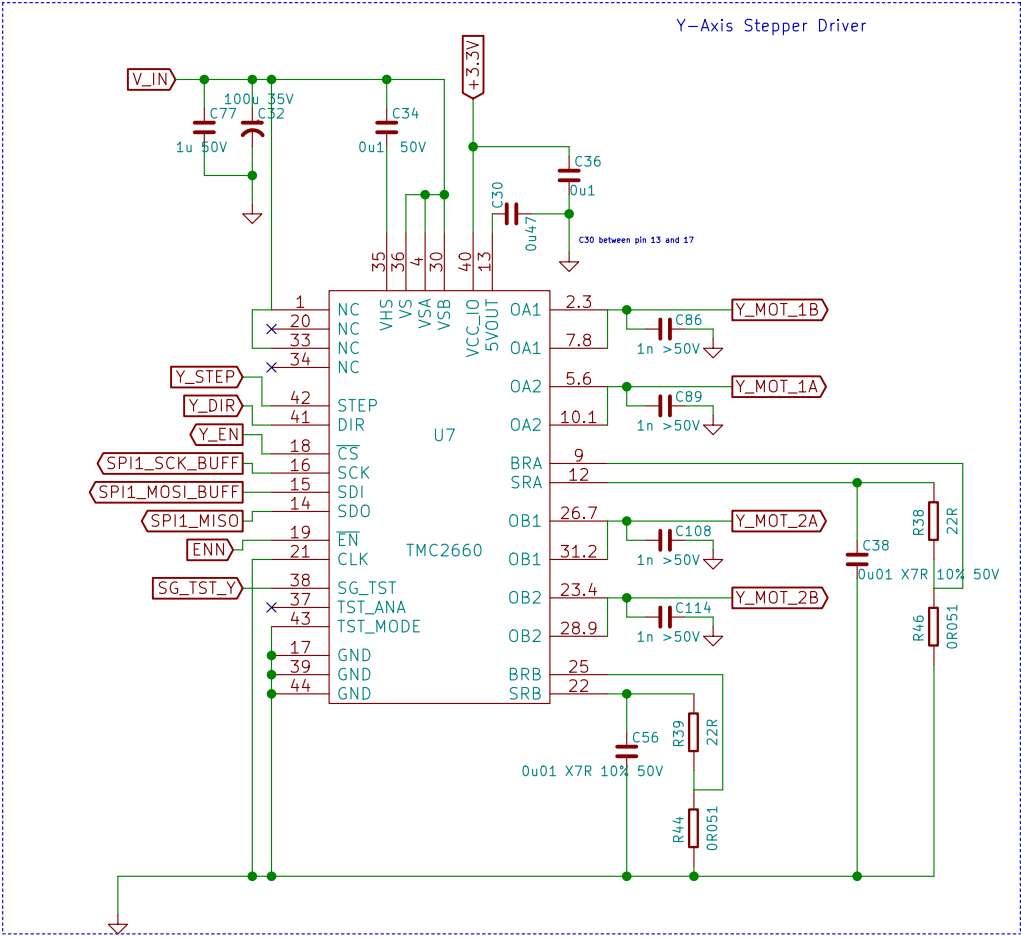 Y-Axis Stepper Driver
+3.3V
V_IN
100u 35V
C77
C32
1u 50V
C34
0u1 50V
C36
0u1
C30
0u47
C30 between pin 13 and 17
35
36
4
30
40
13
VHS
VS
VSA
VSB
VCC_IO
5VOUT
1 NC
20 NC
33 NC
34 NC
Y_STEP
42 STEP
Y_DIR
41 DIR
Y_EN
18 CS
SPI1_SCK_BUFF
16 SCK
SPI1_MOSI_BUFF
15 SDI
14 SDO
SPI1_MISO
19 EN
ENN
21 CLK
SG_TST_Y
38 SG_TST
37 TST_ANA
43 TST_MODE
17 GND
39 GND
44 GND
U7
TMC2660
OA1 2.3
Y_MOT_1B
C86
1n >50V
OA1 7.8
OA2 5.6
Y_MOT_1A
C89
1n >50V
OA2 10.1
BRA 9
SRA 12
OB1 26.7
Y_MOT_2A
C108
1n >50V
OB1 31.2
OB2 23.4
Y_MOT_2B
C114
1n >50V
OB2 28.9
BRB 25
SRB 22
R38
22R
C38
0u01 X7R 10% 50V
R46
0R051
R39
22R
C56
0u01 X7R 10% 50V
R44
0R051